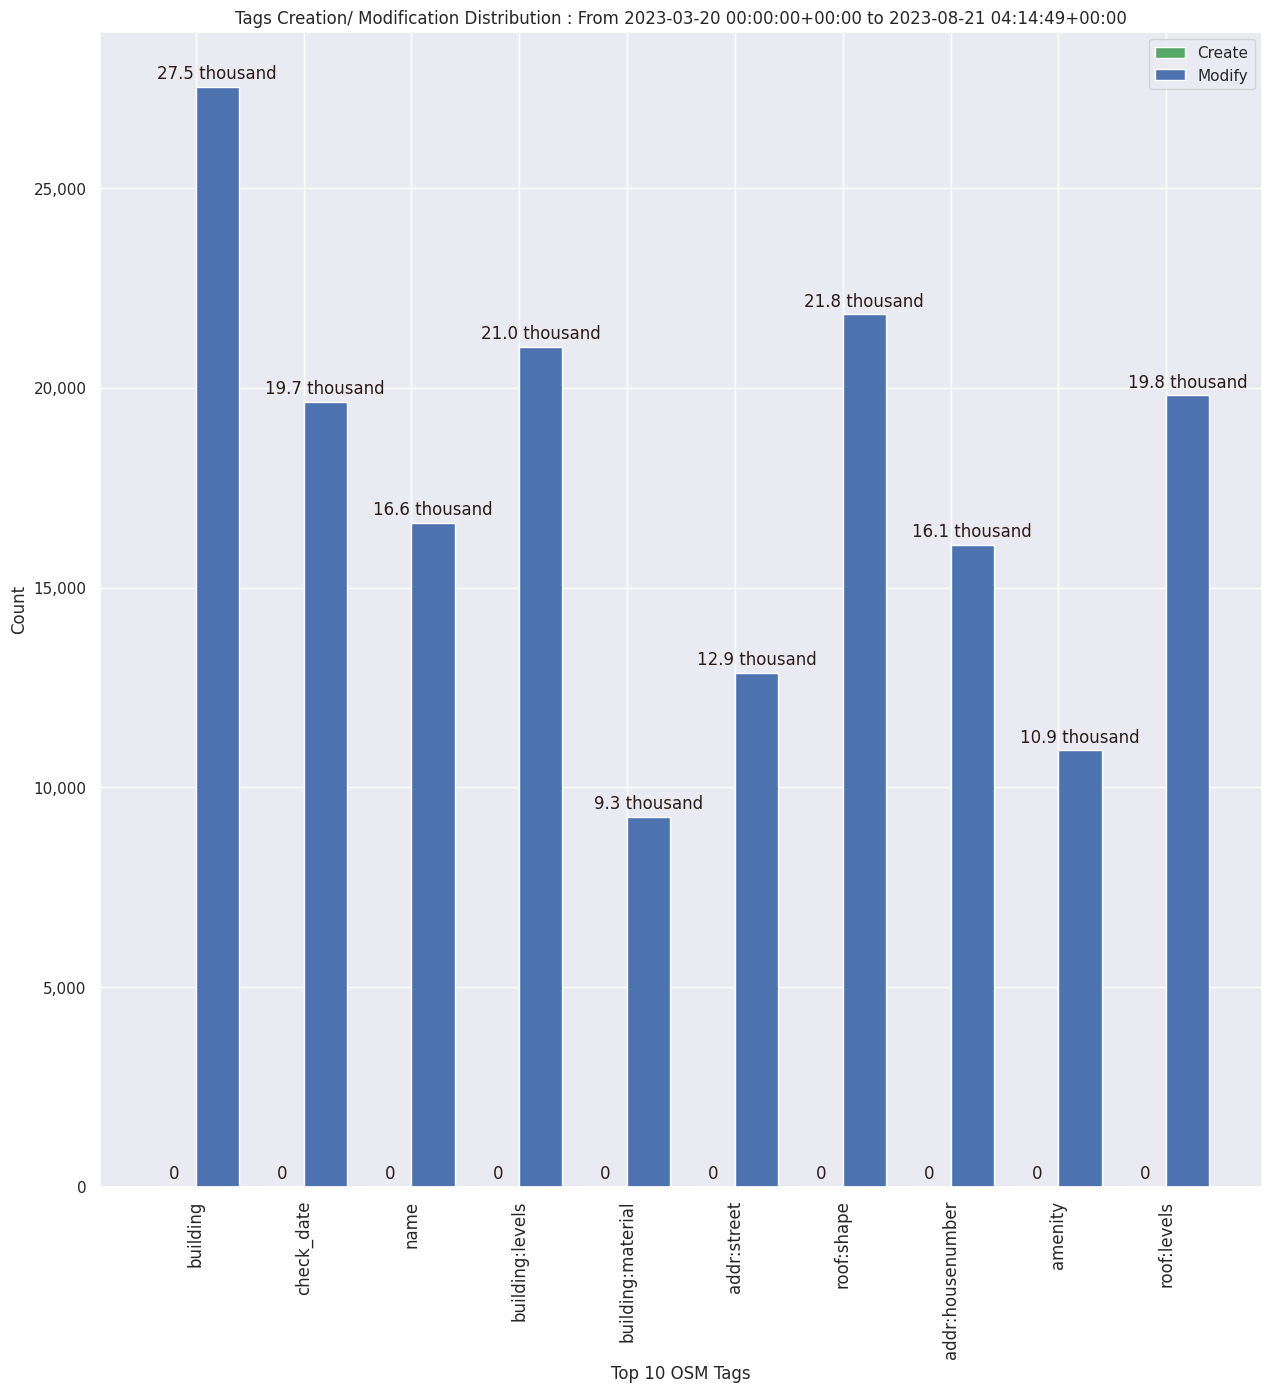 Tags Creation/ Modification Distribution : From 2023-03-20 00:00:00+00:00 to 2023-08-21 04:14:49+00:00
Create
Modify
27.5 thousand
19.7 thousand
16.6 thousand
21.0 thousand
9.3 thousand
12.9 thousand
21.8 thousand
16.1 thousand
10.9 thousand
19.8 thousand
25,000
20,000
15,000
10,000
5,000
0
Count
0 0 0 0 0 0 0 0 0 0
building
check_date
name
building:levels
building:material
addr:street
roof:shape
addr:housenumber
amenity
roof:levels
Top 10 OSM Tags